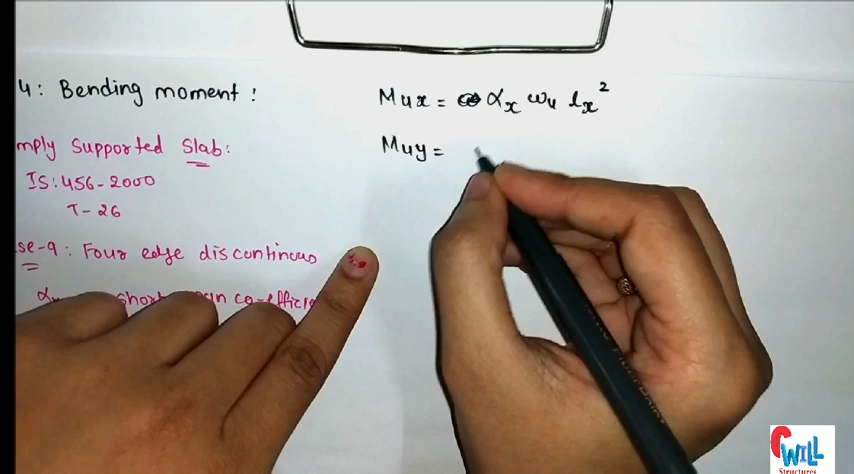 4: Bending moment:
mply supported Slab:
IS:456-2000
T-26
se-9: Four edge discontinous
short
co-efficie
Mux = αx wu lx²
Muy =
CWILL
Structures